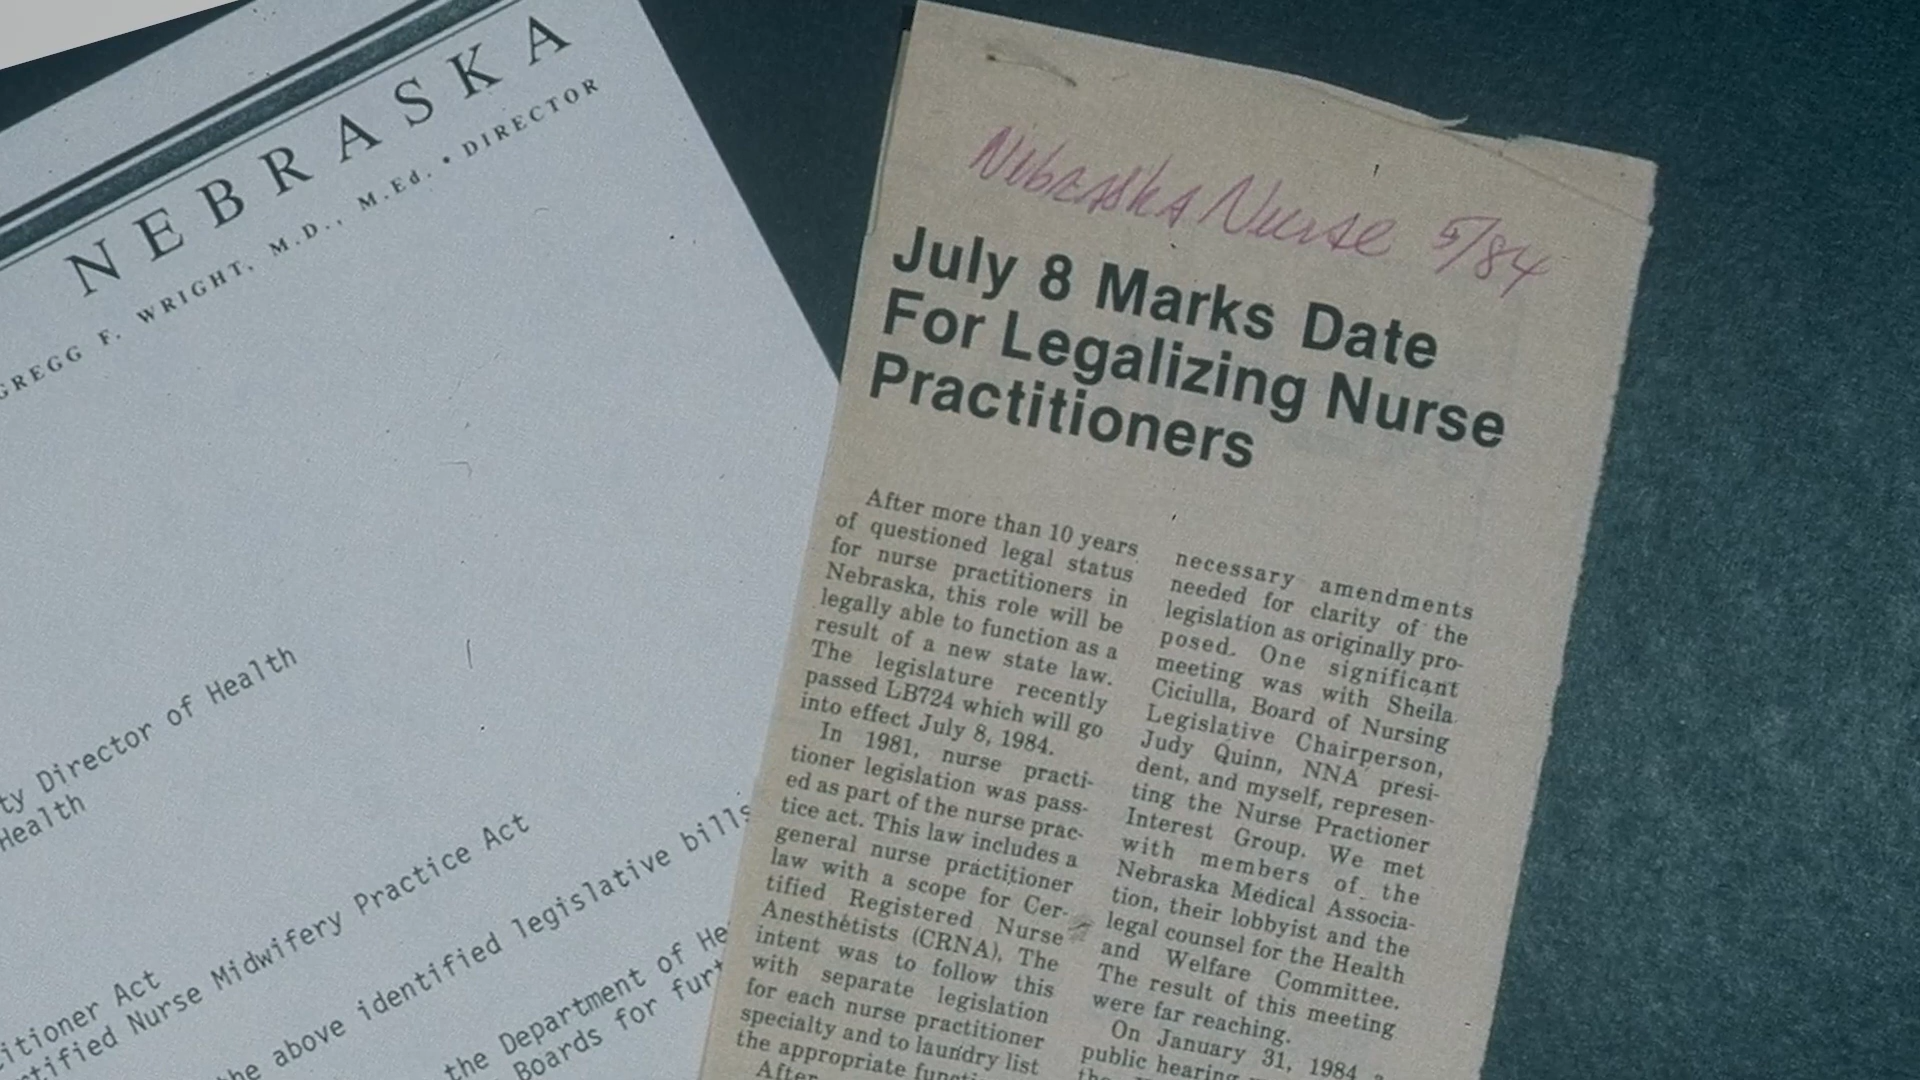 NEBRASKA
GREGG F. WRIGHT, M.D., M.Ed. • DIRECTOR
ty Director of Health
Health
itioner Act
tified Nurse Midwifery Practice Act
he above identified legislative bills
the Department of He
Boards for furt
Nebraska Nurse 5/84
July 8 Marks Date
For Legalizing Nurse
Practitioners
After more than 10 years
of questioned legal status
for nurse practitioners in
Nebraska, this role will be
legally able to function as a
result of a new state law.
The legislature recently
passed LB724 which will go
into effect July 8, 1984.
In 1981, nurse practi-
tioner legislation was pass-
ed as part of the nurse prac-
tice act. This law includes a
general nurse practitioner
law with a scope for Cer-
tified Registered Nurse
Anesthetists (CRNA). The
intent was to follow this
with separate legislation
for each nurse practitioner
specialty and to laundry list
the appropriate functi
After
necessary amendments
needed for clarity of the
legislation as originally pro-
posed. One significant
meeting was with Sheila
Ciciulla, Board of Nursing
Legislative Chairperson,
Judy Quinn, NNA presi-
dent, and myself, represen-
ting the Nurse Practioner
Interest Group. We met
with members of the
Nebraska Medical Associa-
tion, their lobbyist and the
legal counsel for the Health
and Welfare Committee.
The result of this meeting
were far reaching.
On January 31, 1984 a
public hearing